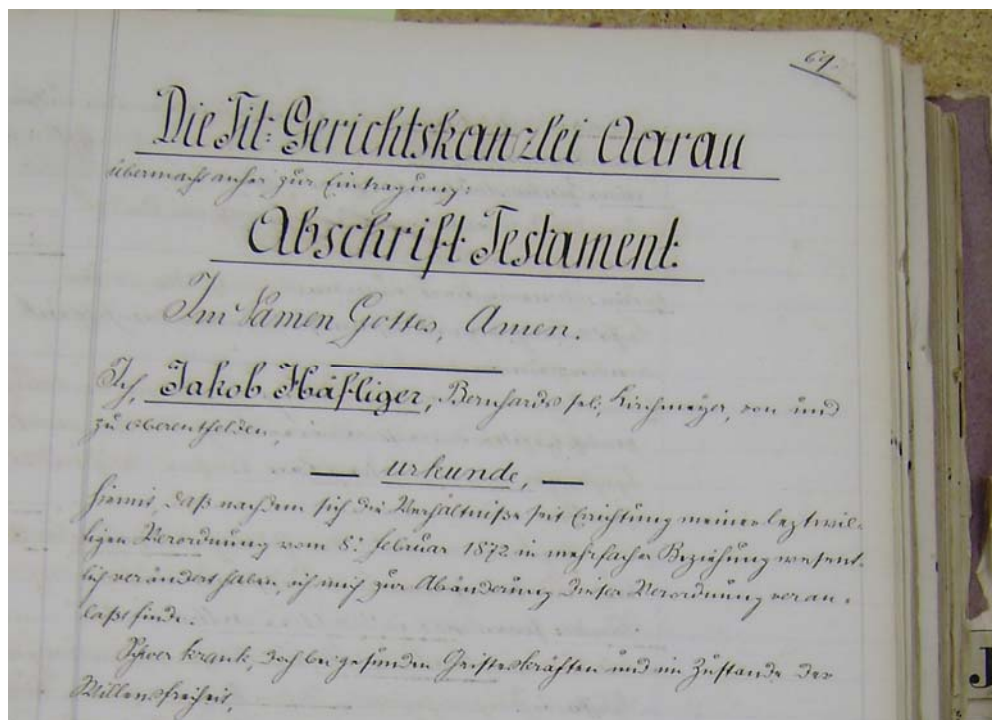 69.
Die Tit: Gerichtskanzlei Aarau
übermacht anher zur Eintragung:
Abschrift Testament.
Im Namen Gottes, Amen.
Ich, Jakob Häfliger, Bernhards sel., Kirchmeyer, von und
zu Oberentfelden,
— urkunde, —
hiemit, daß nachdem sich die Verhältniße seit Errichtung meiner leztwil-
ligen Verordnung vom 8. Februar 1872 in mehrfacher Beziehung wesent-
lich verändert haben, ich mich zur Abänderung dieser Verordnung veran-
laßt finde.
Schwer krank, doch bei gesunden Geisteskräften und im Zustande der
Willensfreiheit,
J